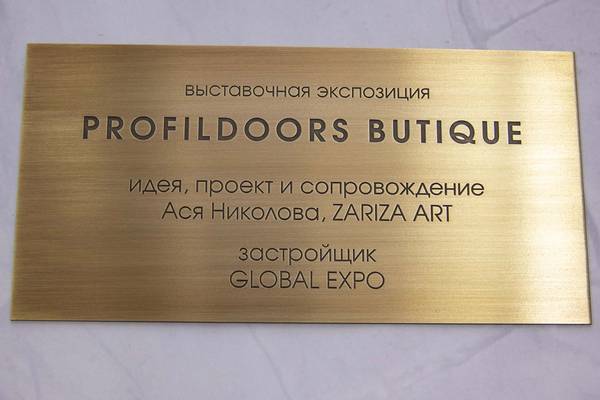 выставочная экспозиция
PROFILDOORS BUTIQUE
идея, проект и сопровождение
Ася Николова, ZARIZA ART
застройщик
GLOBAL EXPO